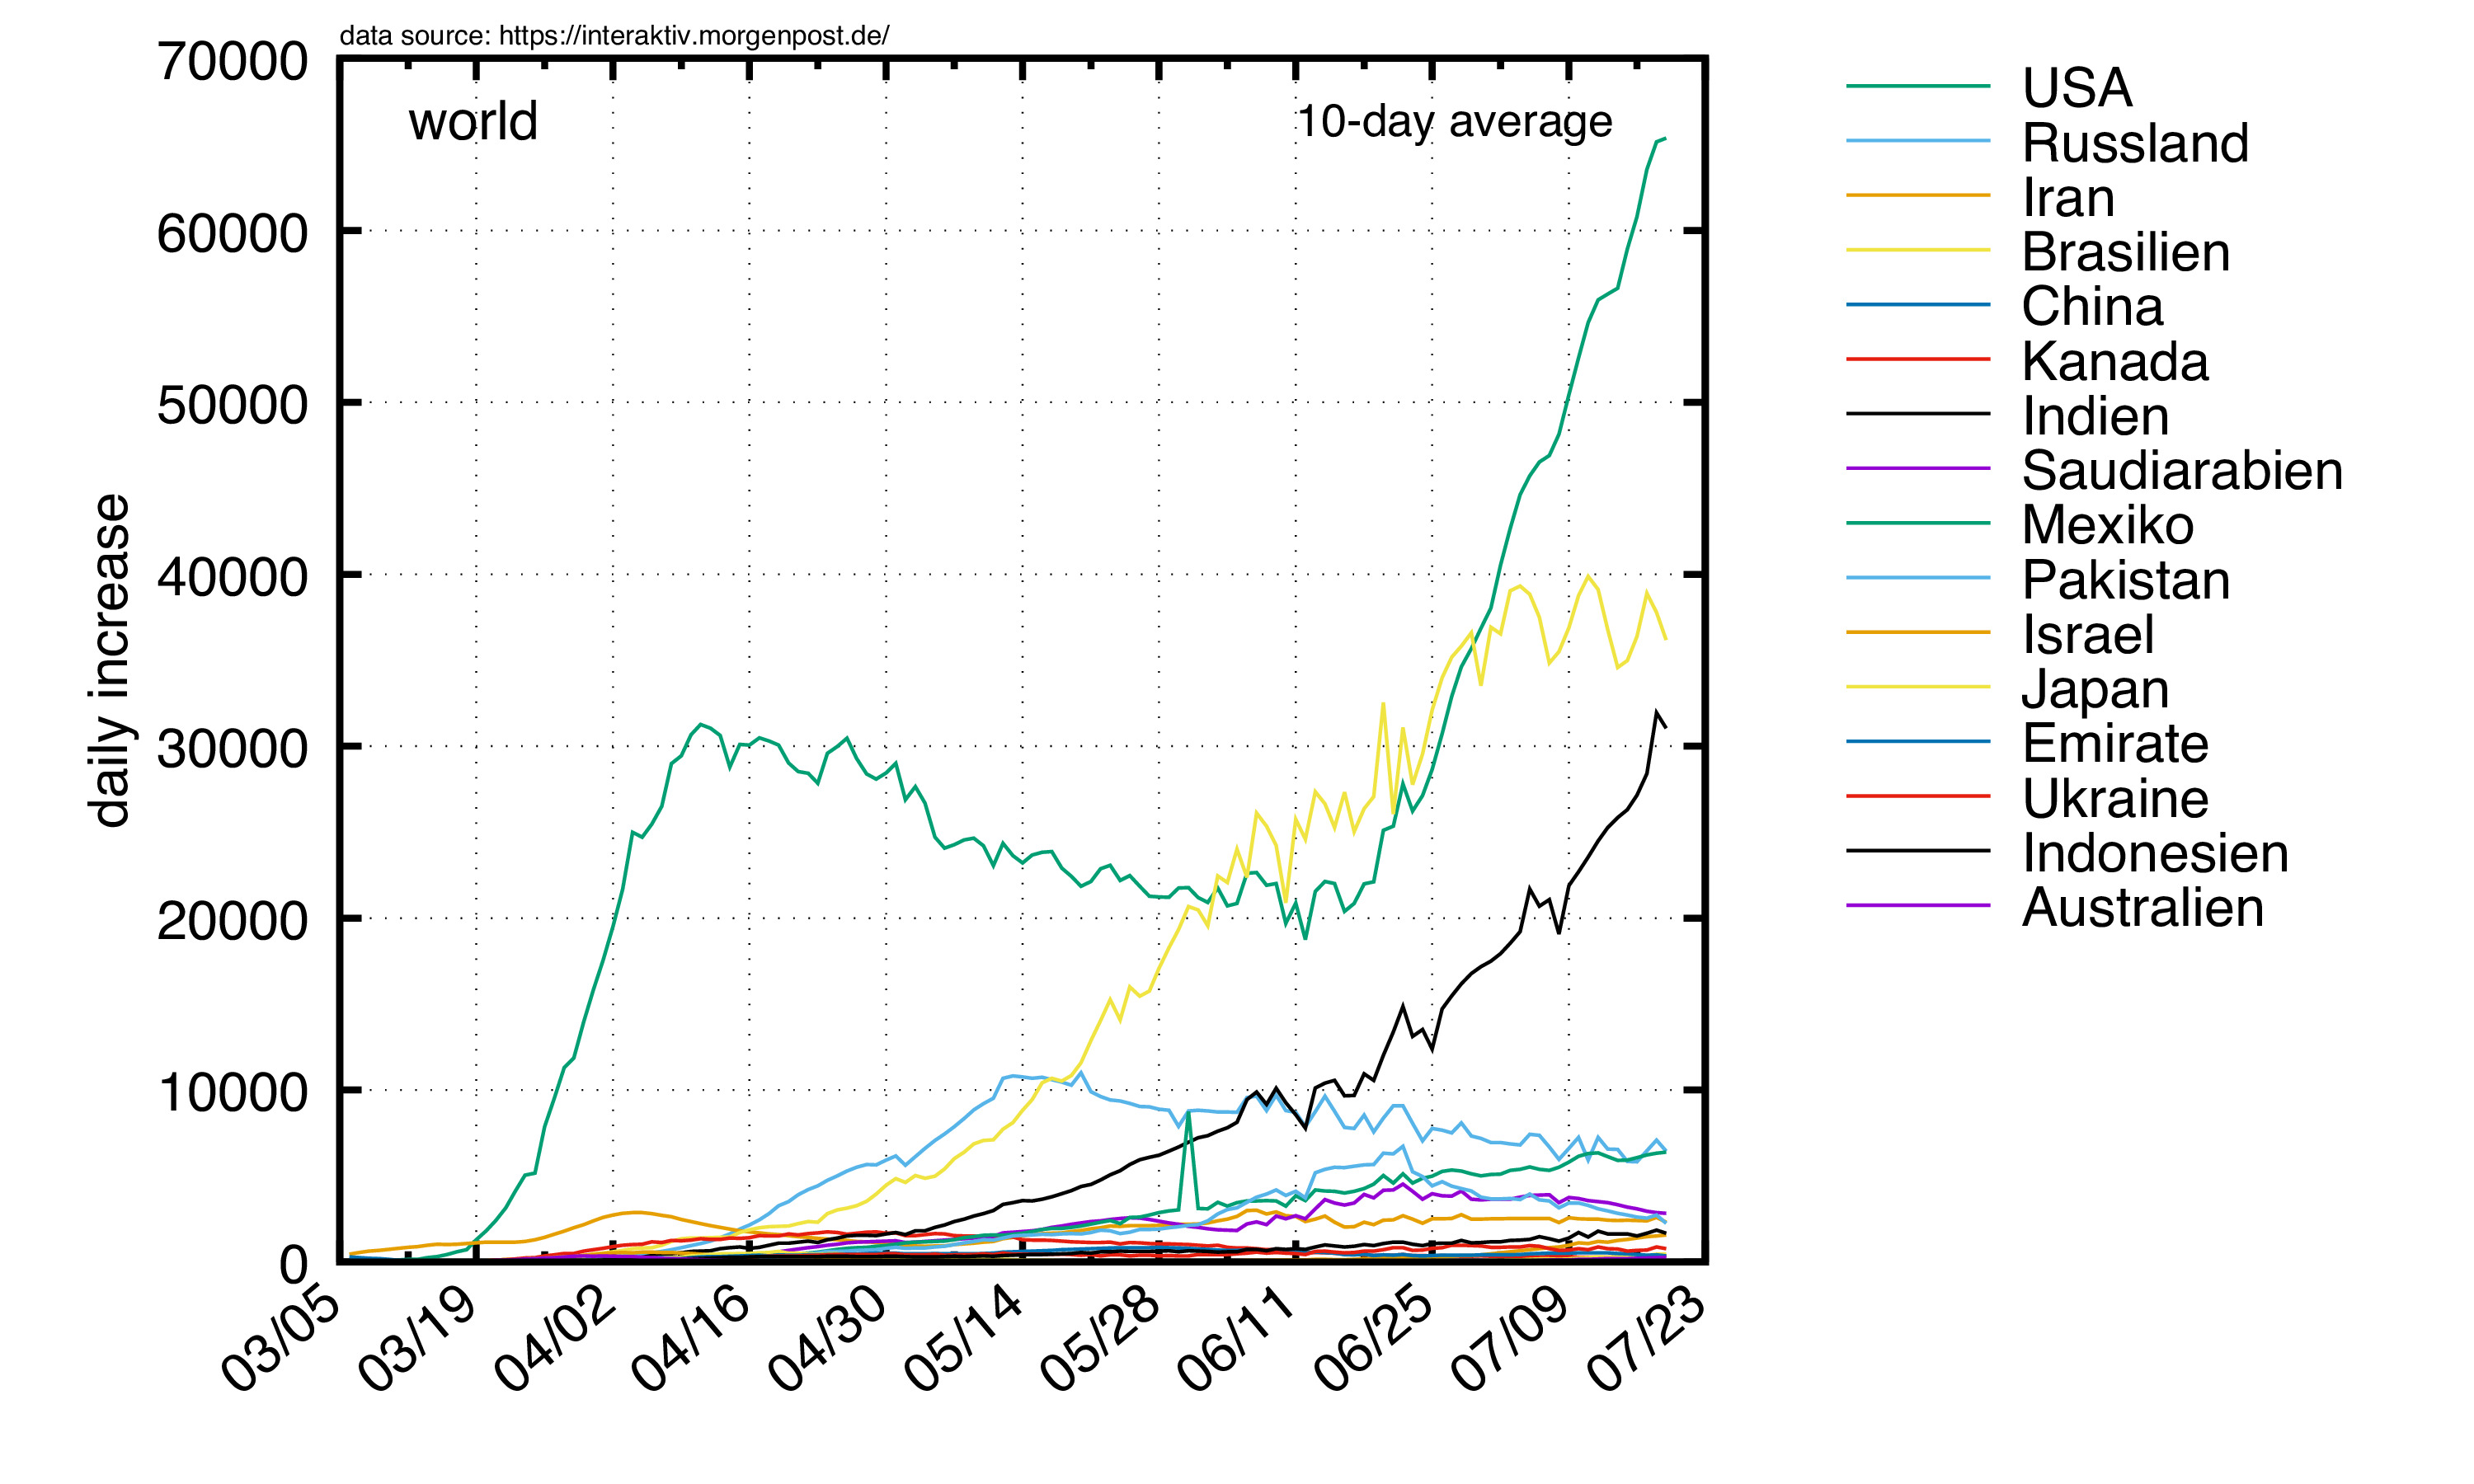 data source: https://interaktiv.morgenpost.de/
world
10-day average
daily increase
70000
60000
50000
40000
30000
20000
10000
0
03/05
03/19
04/02
04/16
04/30
05/14
05/28
06/11
06/25
07/09
07/23
USA
Russland
Iran
Brasilien
China
Kanada
Indien
Saudiarabien
Mexiko
Pakistan
Israel
Japan
Emirate
Ukraine
Indonesien
Australien